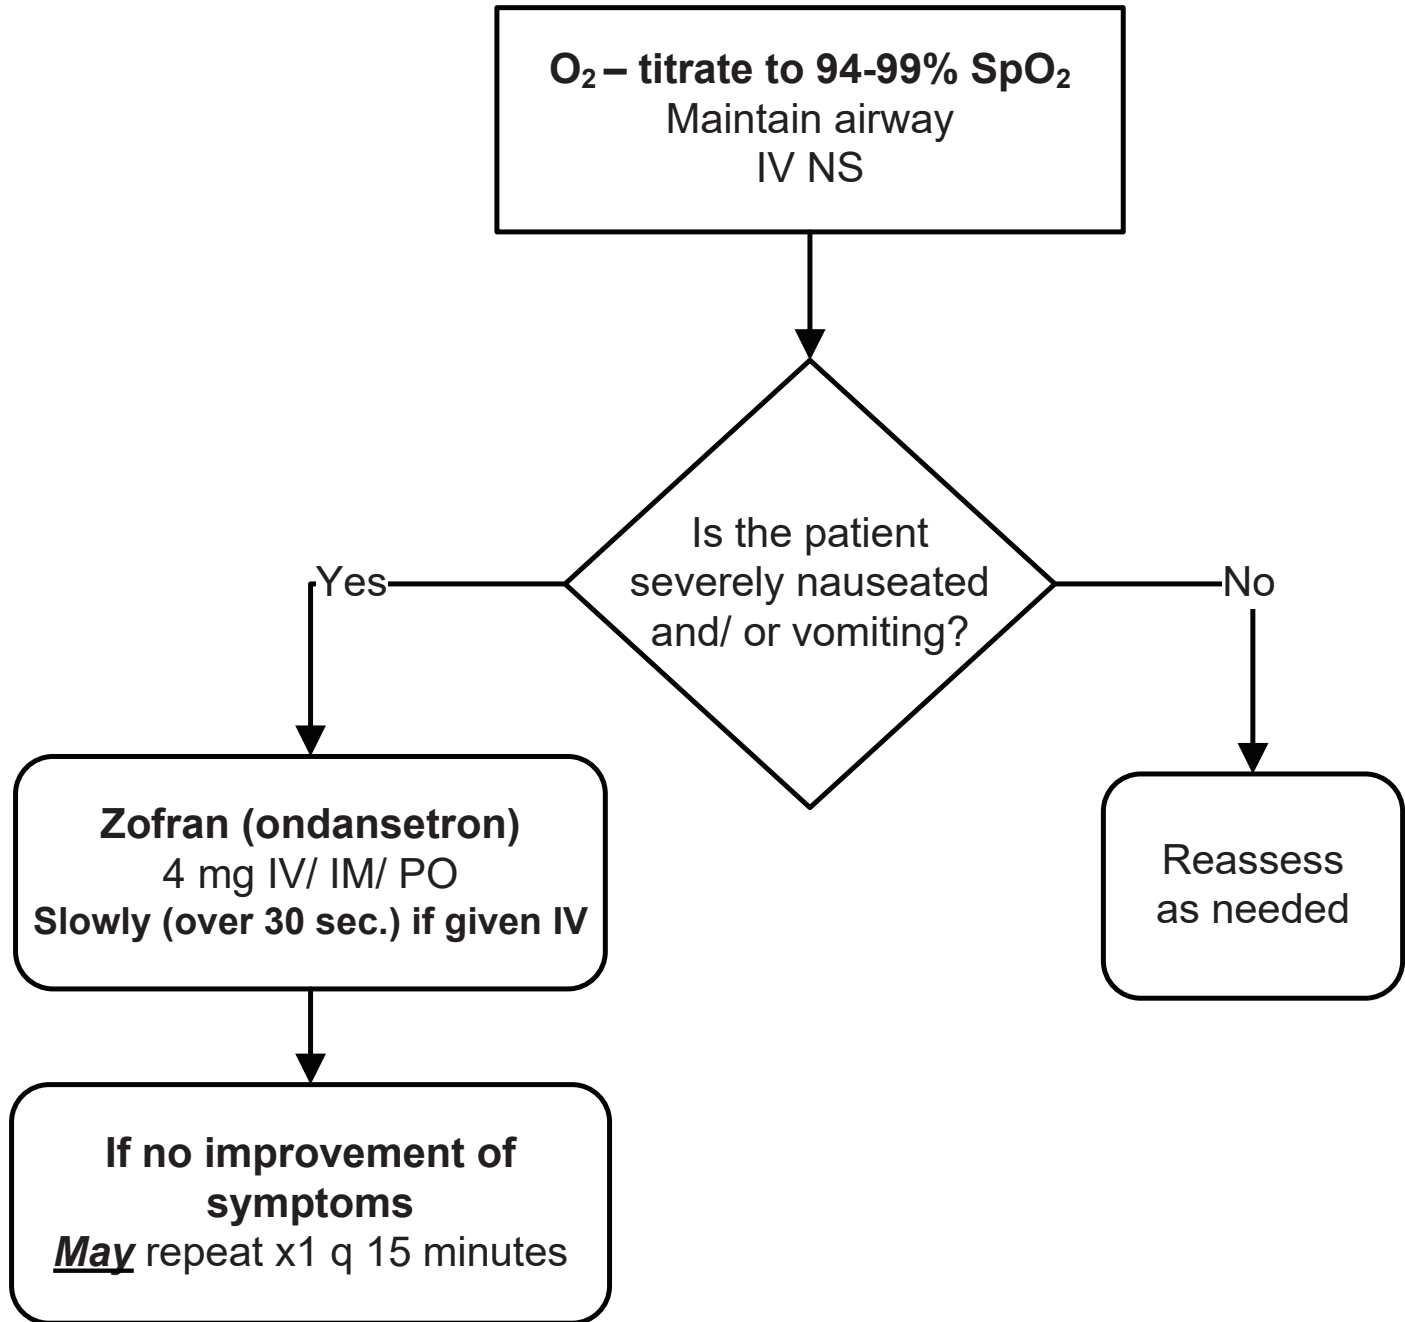 O₂ – titrate to 94-99% SpO₂
Maintain airway
IV NS
Is the patient
severely nauseated
and/ or vomiting?
Yes
No
Zofran (ondansetron)
4 mg IV/ IM/ PO
Slowly (over 30 sec.) if given IV
Reassess
as needed
If no improvement of
symptoms
May repeat x1 q 15 minutes